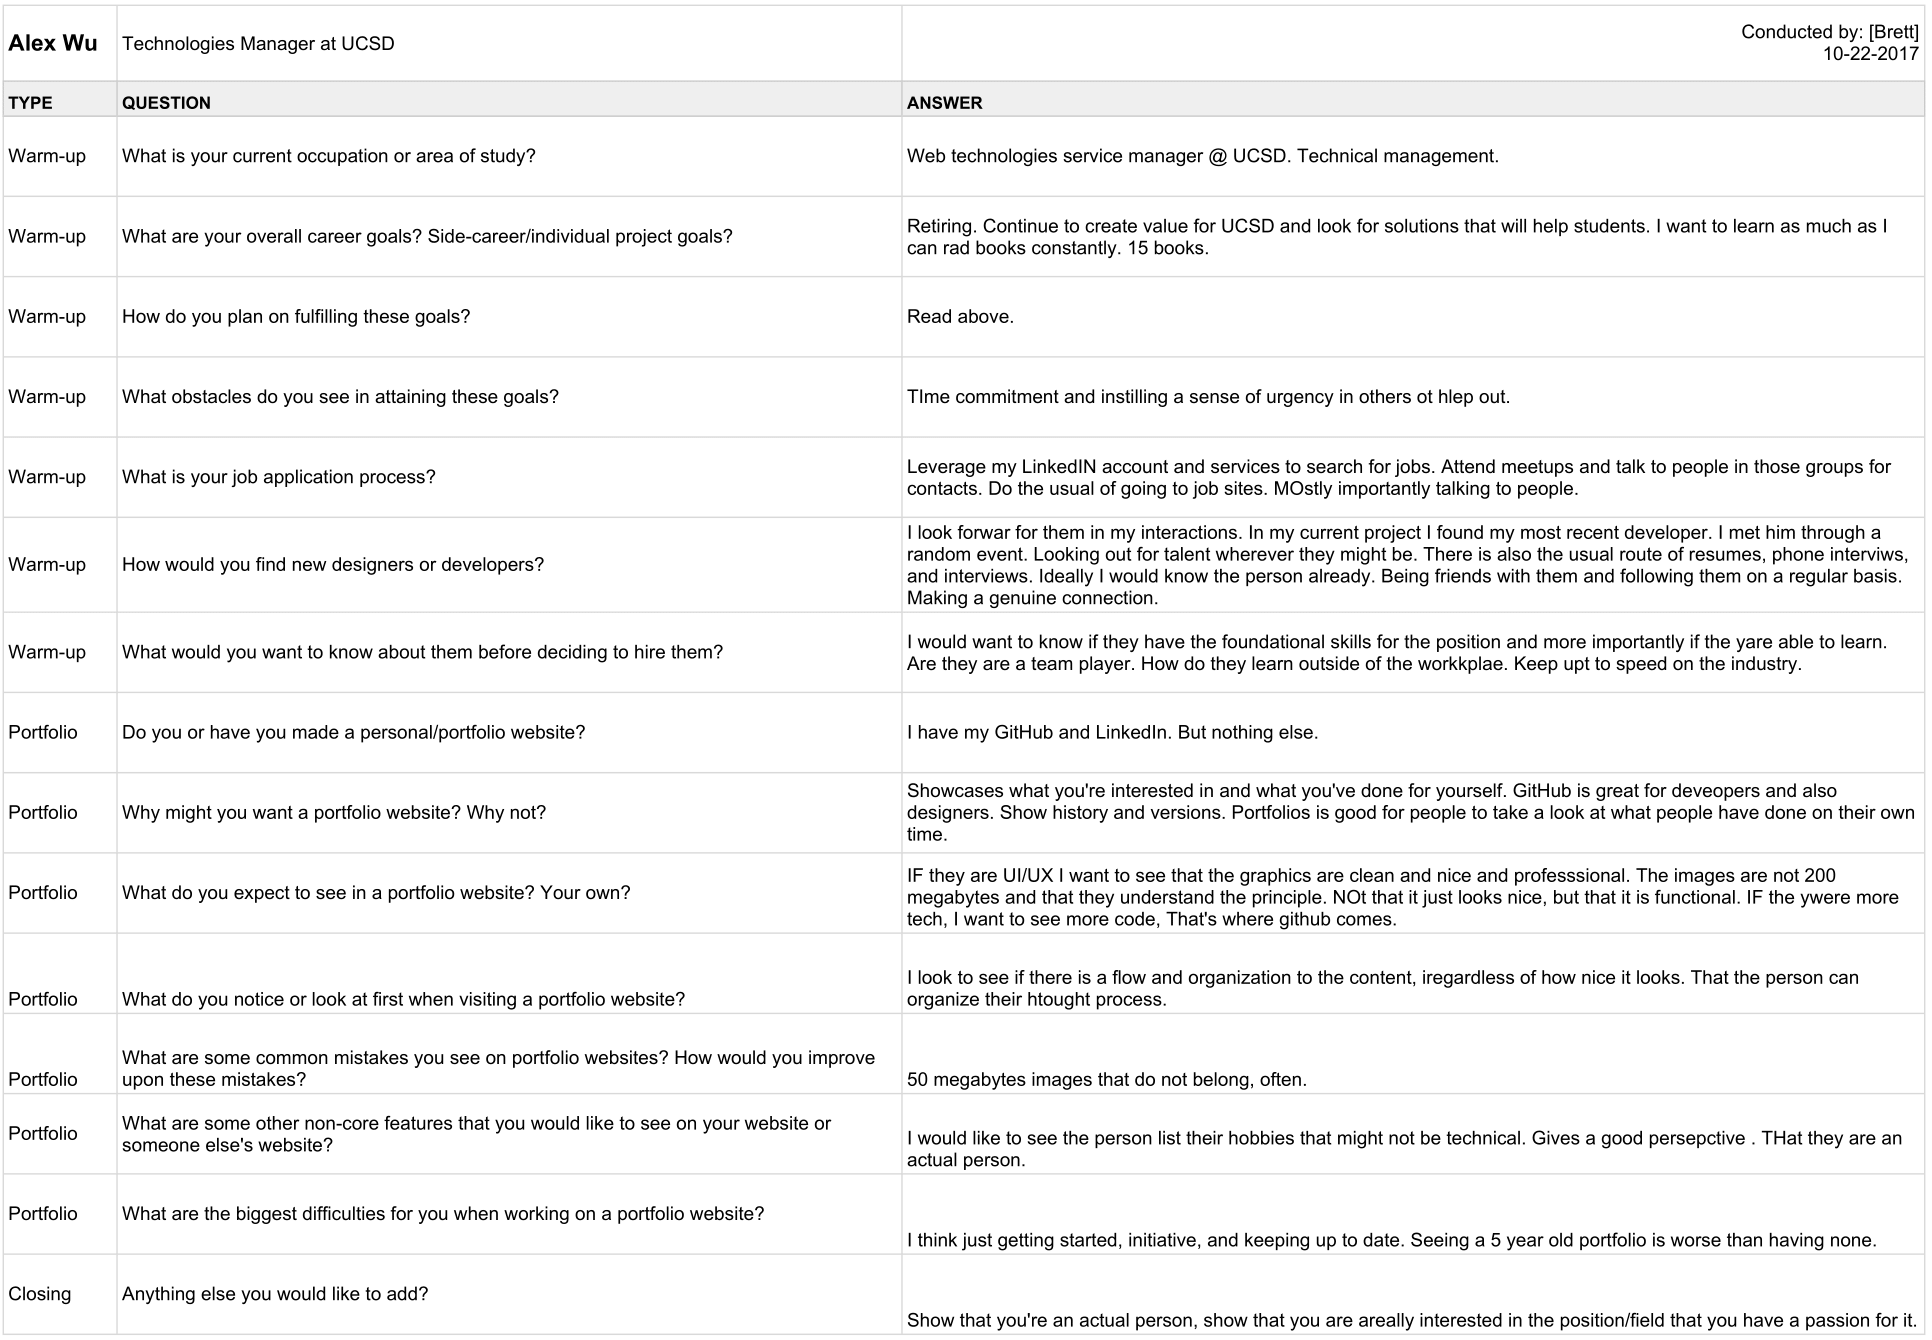 Alex Wu Technologies Manager at UCSD Conducted by: [Brett]
10-22-2017
TYPE QUESTION ANSWER
Warm-up What is your current occupation or area of study? Web technologies service manager @ UCSD. Technical management.
Warm-up What are your overall career goals? Side-career/individual project goals? Retiring. Continue to create value for UCSD and look for solutions that will help students. I want to learn as much as I
can rad books constantly. 15 books.
Warm-up How do you plan on fulfilling these goals? Read above.
Warm-up What obstacles do you see in attaining these goals? TIme commitment and instilling a sense of urgency in others ot hlep out.
Warm-up What is your job application process? Leverage my LinkedIN account and services to search for jobs. Attend meetups and talk to people in those groups for
contacts. Do the usual of going to job sites. MOstly importantly talking to people.
Warm-up How would you find new designers or developers? I look forwar for them in my interactions. In my current project I found my most recent developer. I met him through a
random event. Looking out for talent wherever they might be. There is also the usual route of resumes, phone interviws,
and interviews. Ideally I would know the person already. Being friends with them and following them on a regular basis.
Making a genuine connection.
Warm-up What would you want to know about them before deciding to hire them? I would want to know if they have the foundational skills for the position and more importantly if the yare able to learn.
Are they are a team player. How do they learn outside of the workkplae. Keep upt to speed on the industry.
Portfolio Do you or have you made a personal/portfolio website? I have my GitHub and LinkedIn. But nothing else.
Portfolio Why might you want a portfolio website? Why not? Showcases what you're interested in and what you've done for yourself. GitHub is great for deveopers and also
designers. Show history and versions. Portfolios is good for people to take a look at what people have done on their own
time.
Portfolio What do you expect to see in a portfolio website? Your own? IF they are UI/UX I want to see that the graphics are clean and nice and professsional. The images are not 200
megabytes and that they understand the principle. NOt that it just looks nice, but that it is functional. IF the ywere more
tech, I want to see more code, That's where github comes.
Portfolio What do you notice or look at first when visiting a portfolio website? I look to see if there is a flow and organization to the content, iregardless of how nice it looks. That the person can
organize their htought process.
Portfolio What are some common mistakes you see on portfolio websites? How would you improve
upon these mistakes? 50 megabytes images that do not belong, often.
Portfolio What are some other non-core features that you would like to see on your website or
someone else's website? I would like to see the person list their hobbies that might not be technical. Gives a good persepctive . THat they are an
actual person.
Portfolio What are the biggest difficulties for you when working on a portfolio website? I think just getting started, initiative, and keeping up to date. Seeing a 5 year old portfolio is worse than having none.
Closing Anything else you would like to add? Show that you're an actual person, show that you are areally interested in the position/field that you have a passion for it.